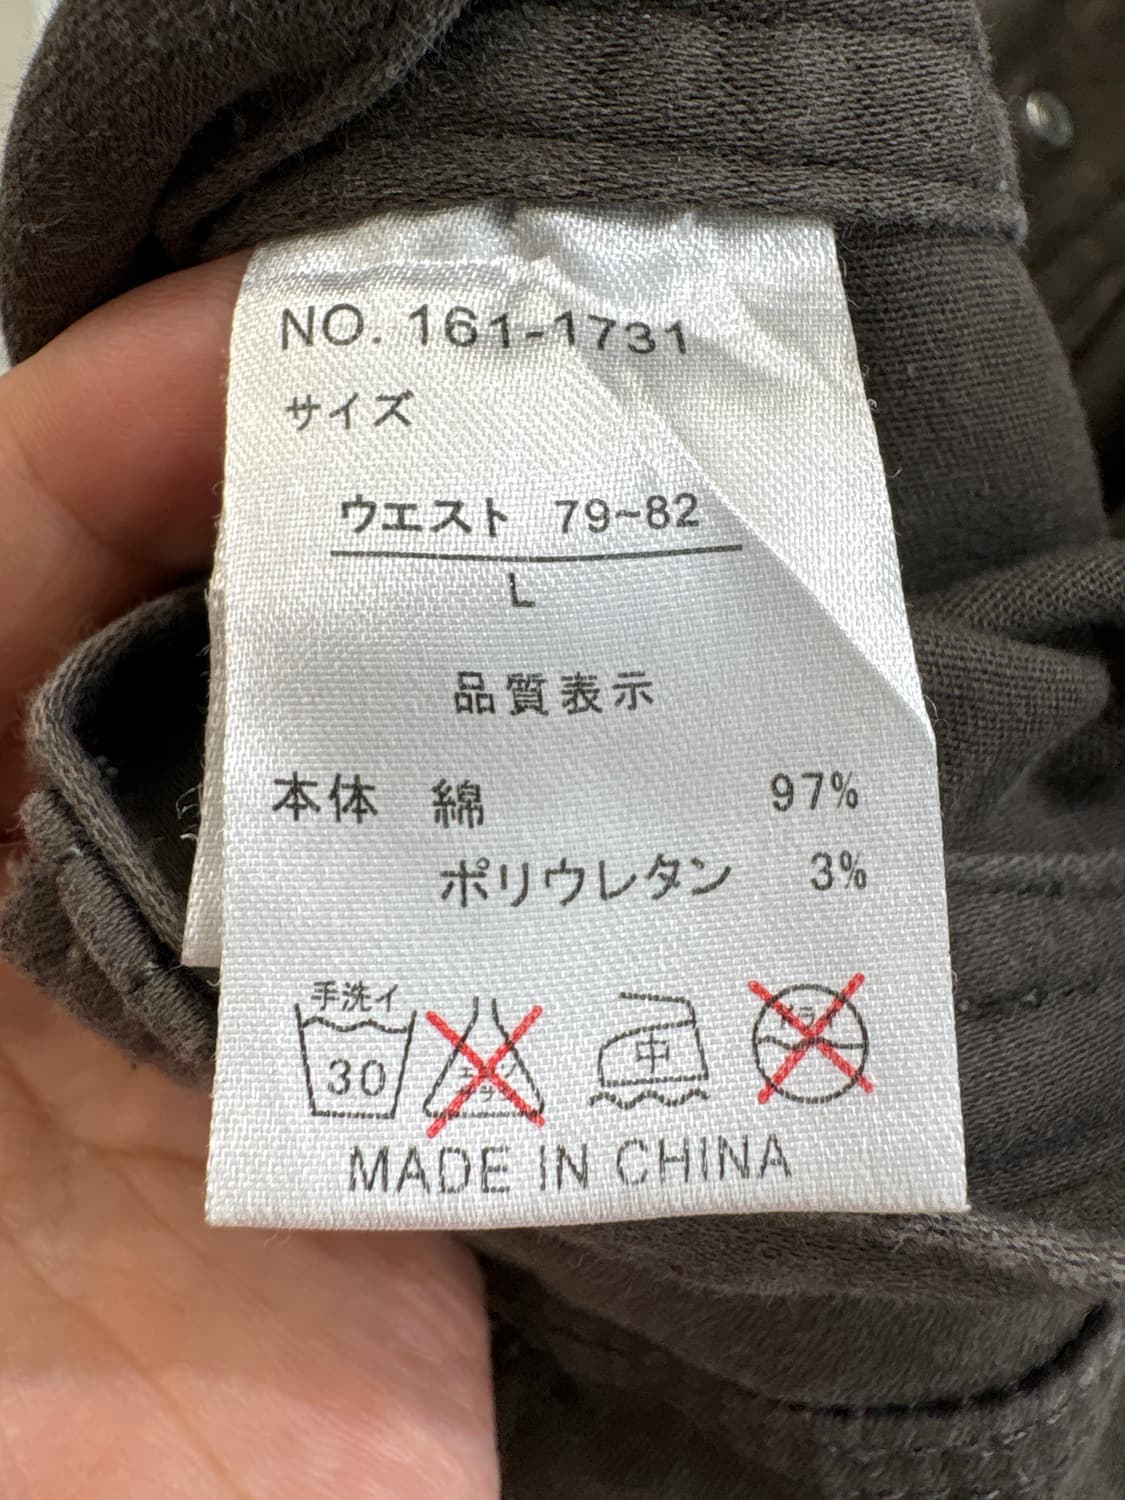 NO. 161-1731
サイズ
ウエスト 79~82
L
品質表示
本体 綿 97%
ポリウレタン 3%
手洗イ
30
中
MADE IN CHINA